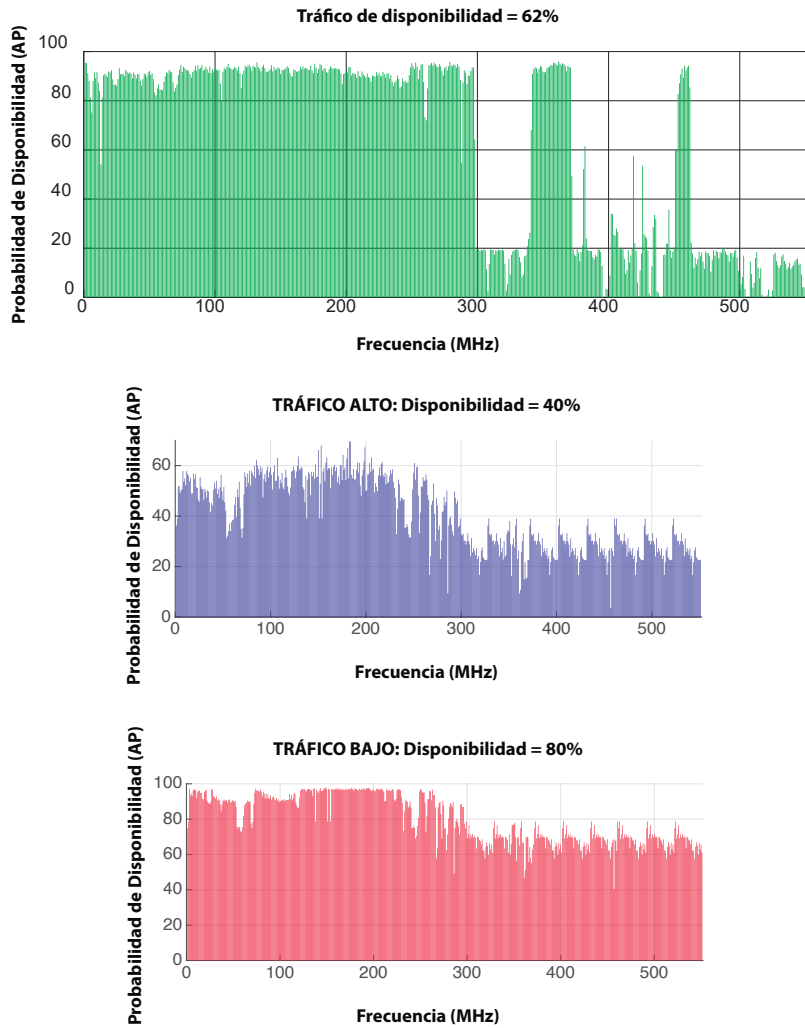 Tráfico de disponibilidad = 62%
Probabilidad de Disponibilidad (AP)
100
80
60
40
20
0
0 100 200 300 400 500
Frecuencia (MHz)
TRÁFICO ALTO: Disponibilidad = 40%
Probabilidad de Disponibilidad (AP)
60
40
20
0
0 100 200 300 400 500
Frecuencia (MHz)
TRÁFICO BAJO: Disponibilidad = 80%
Probabilidad de Disponibilidad (AP)
100
80
60
40
20
0
0 100 200 300 400 500
Frecuencia (MHz)